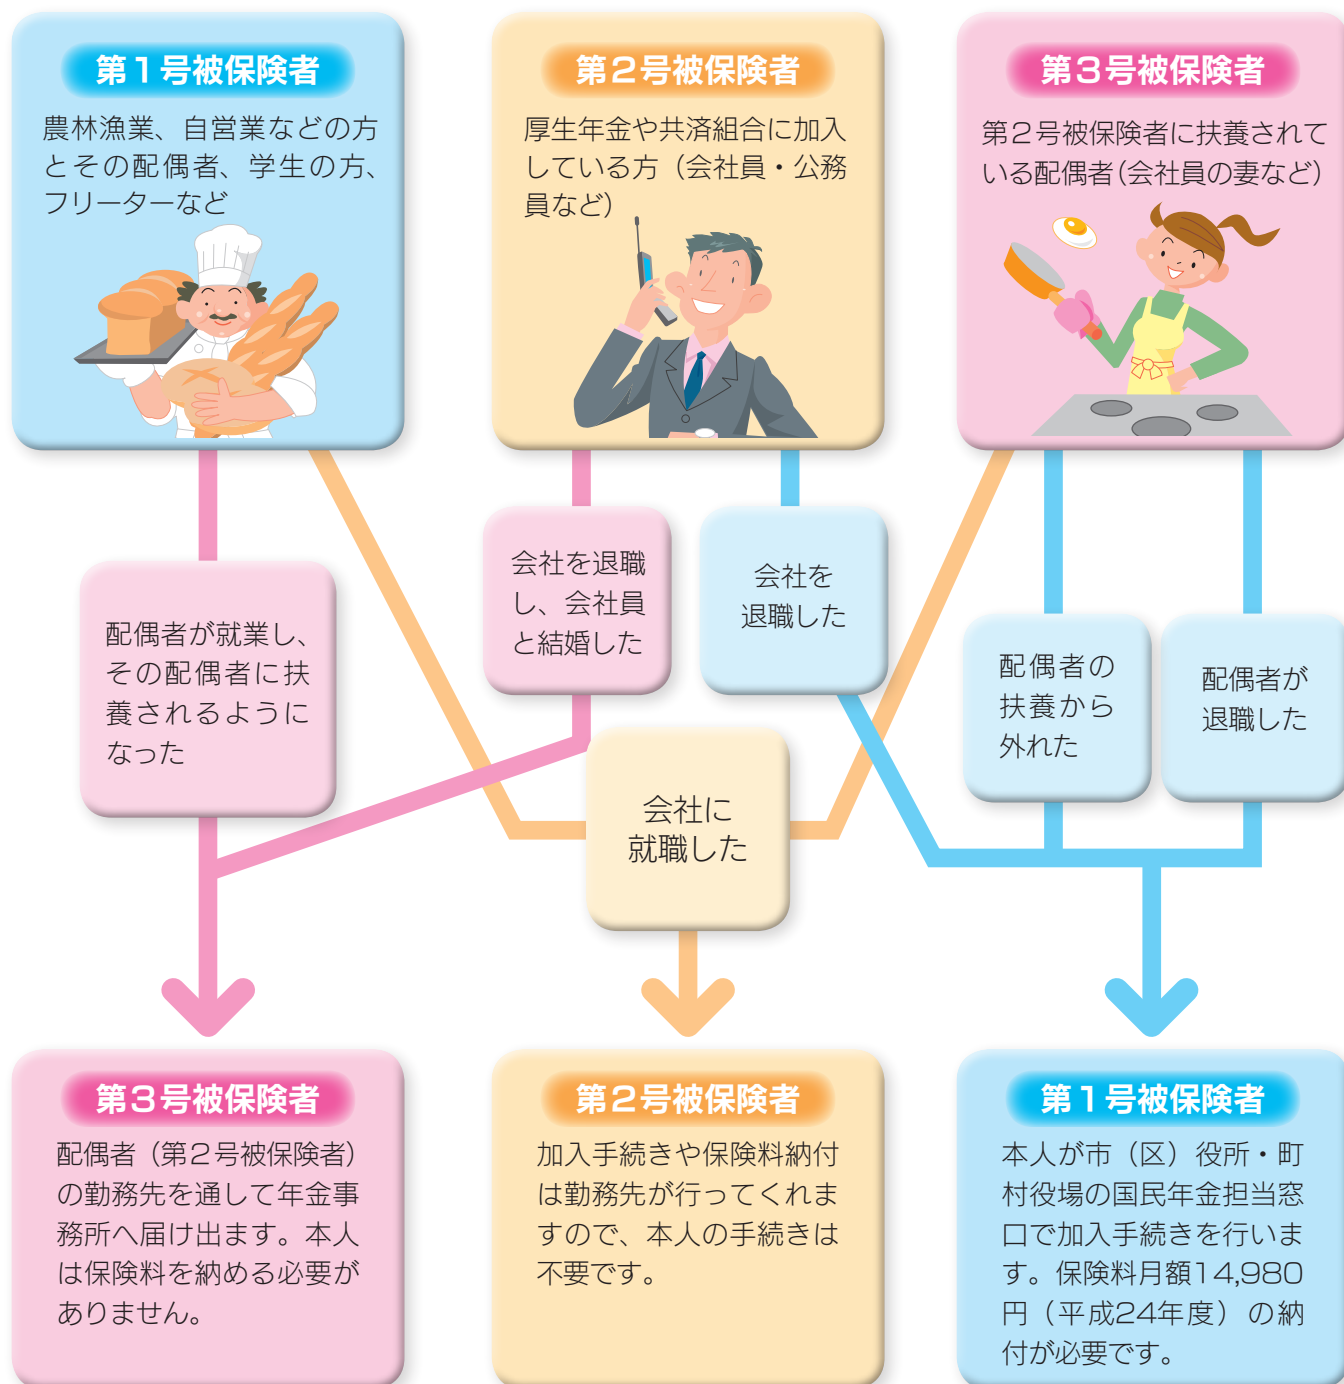 第1号被保険者
農林漁業、自営業などの方
とその配偶者、学生の方、
フリーターなど
第2号被保険者
厚生年金や共済組合に加入
している方（会社員・公務
員など）
第3号被保険者
第2号被保険者に扶養されて
いる配偶者（会社員の妻など）
配偶者が就業し、
その配偶者に扶
養されるように
なった
会社を退職
し、会社員
と結婚した
会社を
退職した
会社に
就職した
配偶者の
扶養から
外れた
配偶者が
退職した
第3号被保険者
配偶者（第2号被保険者）
の勤務先を通して年金事
務所へ届け出ます。本人
は保険料を納める必要が
ありません。
第2号被保険者
加入手続きや保険料納付
は勤務先が行ってくれま
すので、本人の手続きは
不要です。
第1号被保険者
本人が市（区）役所・町
村役場の国民年金担当窓
口で加入手続きを行いま
す。保険料月額14,980
円（平成24年度）の納
付が必要です。